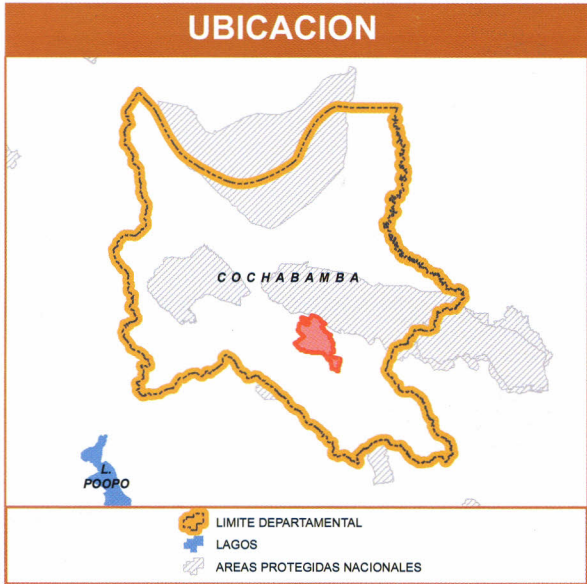 UBICACION
COCHABAMBA
L.
POOPO
LIMITE DEPARTAMENTAL
LAGOS
AREAS PROTEGIDAS NACIONALES